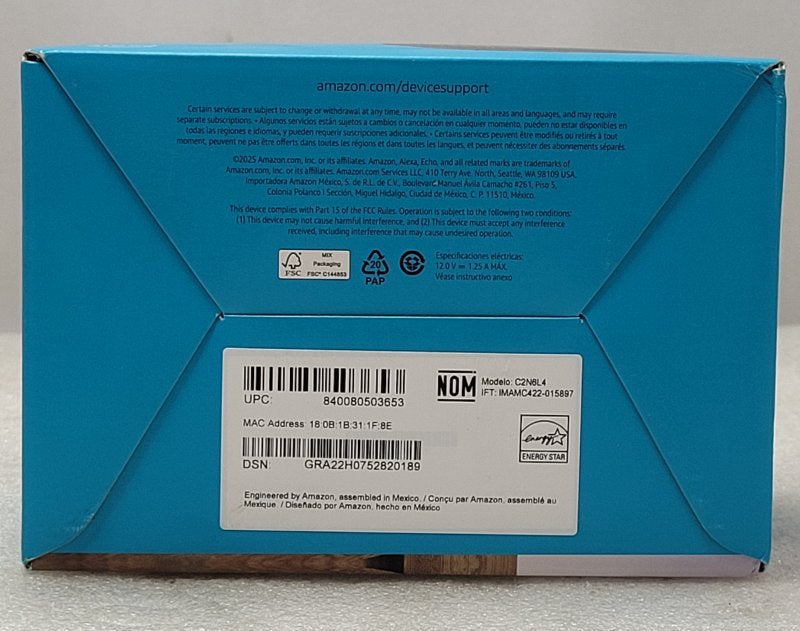 amazon.com/devicesupport
Certain services are subject to change or withdrawal at any time, may not be available in all areas and languages, and may require
separate subscriptions. • Algunos servicios están sujetos a cambios o cancelación en cualquier momento, pueden no estar disponibles en
todas las regiones e idiomas, y pueden requerir suscripciones adicionales. • Certains services peuvent être modifiés ou retirés à tout
moment, peuvent ne pas être offerts dans toutes les régions et dans toutes les langues, et peuvent nécessiter des abonnements séparés.
©2025 Amazon.com, Inc. or its affiliates. Amazon, Alexa, Echo, and all related marks are trademarks of
Amazon.com, Inc. or its affiliates. Amazon.com Services LLC, 410 Terry Ave. North, Seattle, WA 98109 USA.
Importadora Amazon México, S. de R.L. de C.V., Boulevard Manuel Ávila Camacho #261, Piso 5,
Colonia Polanco I Sección, Miguel Hidalgo, Ciudad de México, C. P. 11510, México.
This device complies with Part 15 of the FCC Rules. Operation is subject to the following two conditions:
(1) This device may not cause harmful interference, and (2) This device must accept any interference
received, including interference that may cause undesired operation.
FSC
MIX
Packaging
FSC® C144853
20
PAP
Especificaciones eléctricas:
12.0 V ⎓ 1.25 A MÁX.
Véase instructivo anexo
UPC: 840080503653
NOM
Modelo: C2N6L4
IFT: IMAMC422-015897
MAC Address: 18:0B:1B:31:1F:8E
DSN: GRA22H0752820189
energy
ENERGY STAR
Engineered by Amazon, assembled in Mexico. / Conçu par Amazon, assemblé au
Mexique. / Diseñado por Amazon, hecho en México